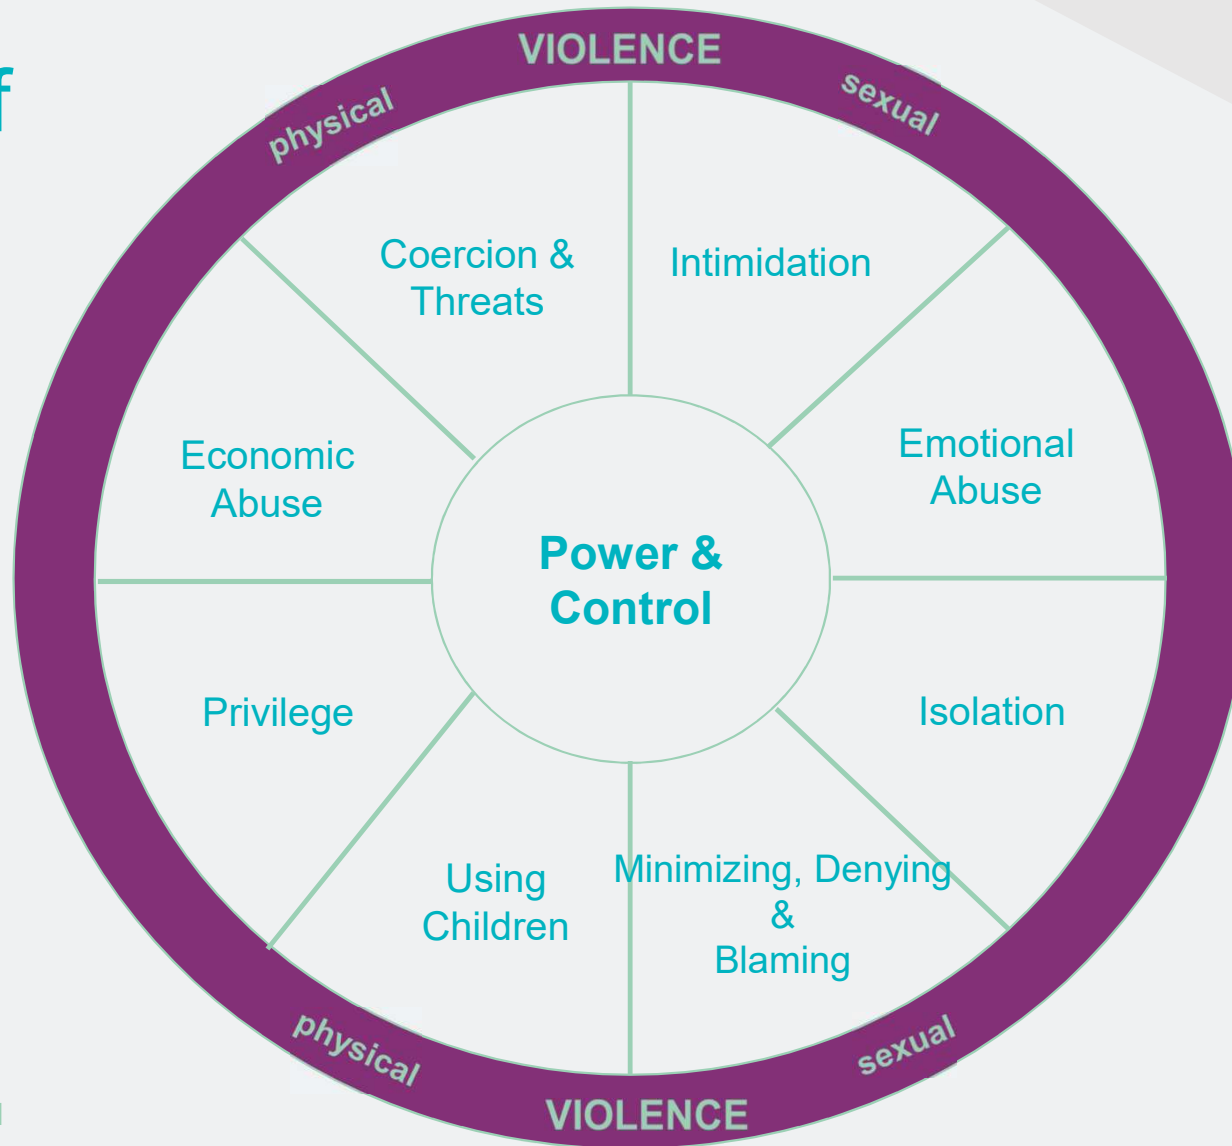 f
VIOLENCE
physical
sexual
Coercion &
Threats
Intimidation
Economic
Abuse
Emotional
Abuse
Power &
Control
Privilege
Isolation
Using
Children
Minimizing, Denying
&
Blaming
physical
sexual
VIOLENCE